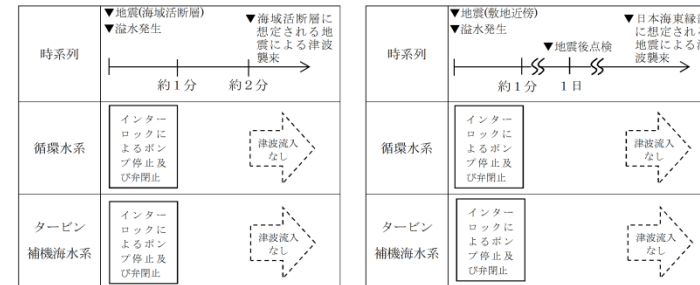 時系列
▼地震(海域活断層)
▼溢水発生
▼海域活断層に
想定される地
震による津波
襲来
約1分
約2分
循環水系
インター
ロックに
よるポン
プ停止及
び弁閉止
津波流入
なし
タービン
補機海水系
インター
ロックに
よるポン
プ停止及
び弁閉止
津波流入
なし
時系列
▼地震(敷地近傍)
▼溢水発生
▼地震後点検
▼日本海東縁
に想定される
地震による
波襲来
約1分
1日
循環水系
インター
ロックに
よるポン
プ停止及
び弁閉止
津波流入
なし
タービン
補機海水系
インター
ロックに
よるポン
プ停止及
び弁閉止
津波流入
なし